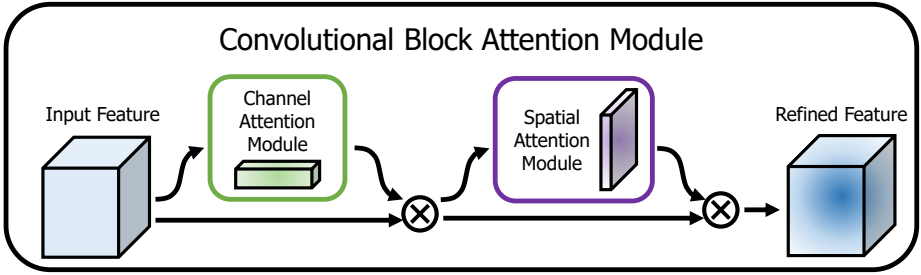 Convolutional Block Attention Module
Input Feature
Channel
Attention
Module
Spatial
Attention
Module
Refined Feature